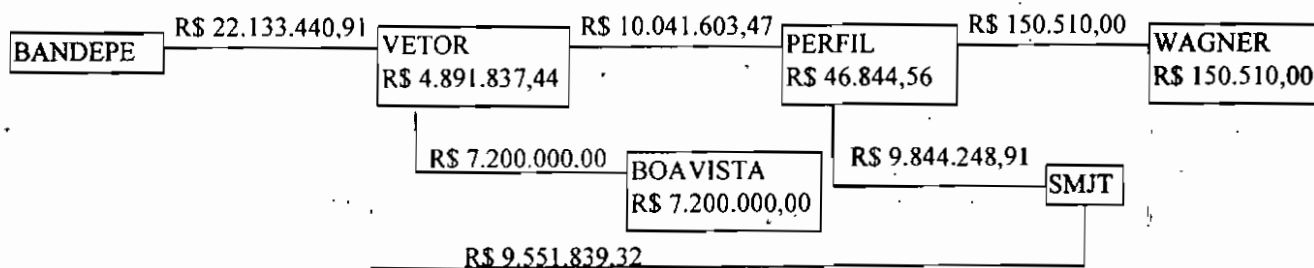 R$ 22.133.440,91
R$ 10.041.603,47
R$ 150.510,00
BANDEPE
VETOR
R$ 4.891.837,44
PERFIL
R$ 46.844,56
WAGNER
R$ 150.510,00
R$ 7.200.000.00
BOAVISTA
R$ 7.200.000,00
R$ 9.844.248,91
SMJT
R$ 9.551.839,32